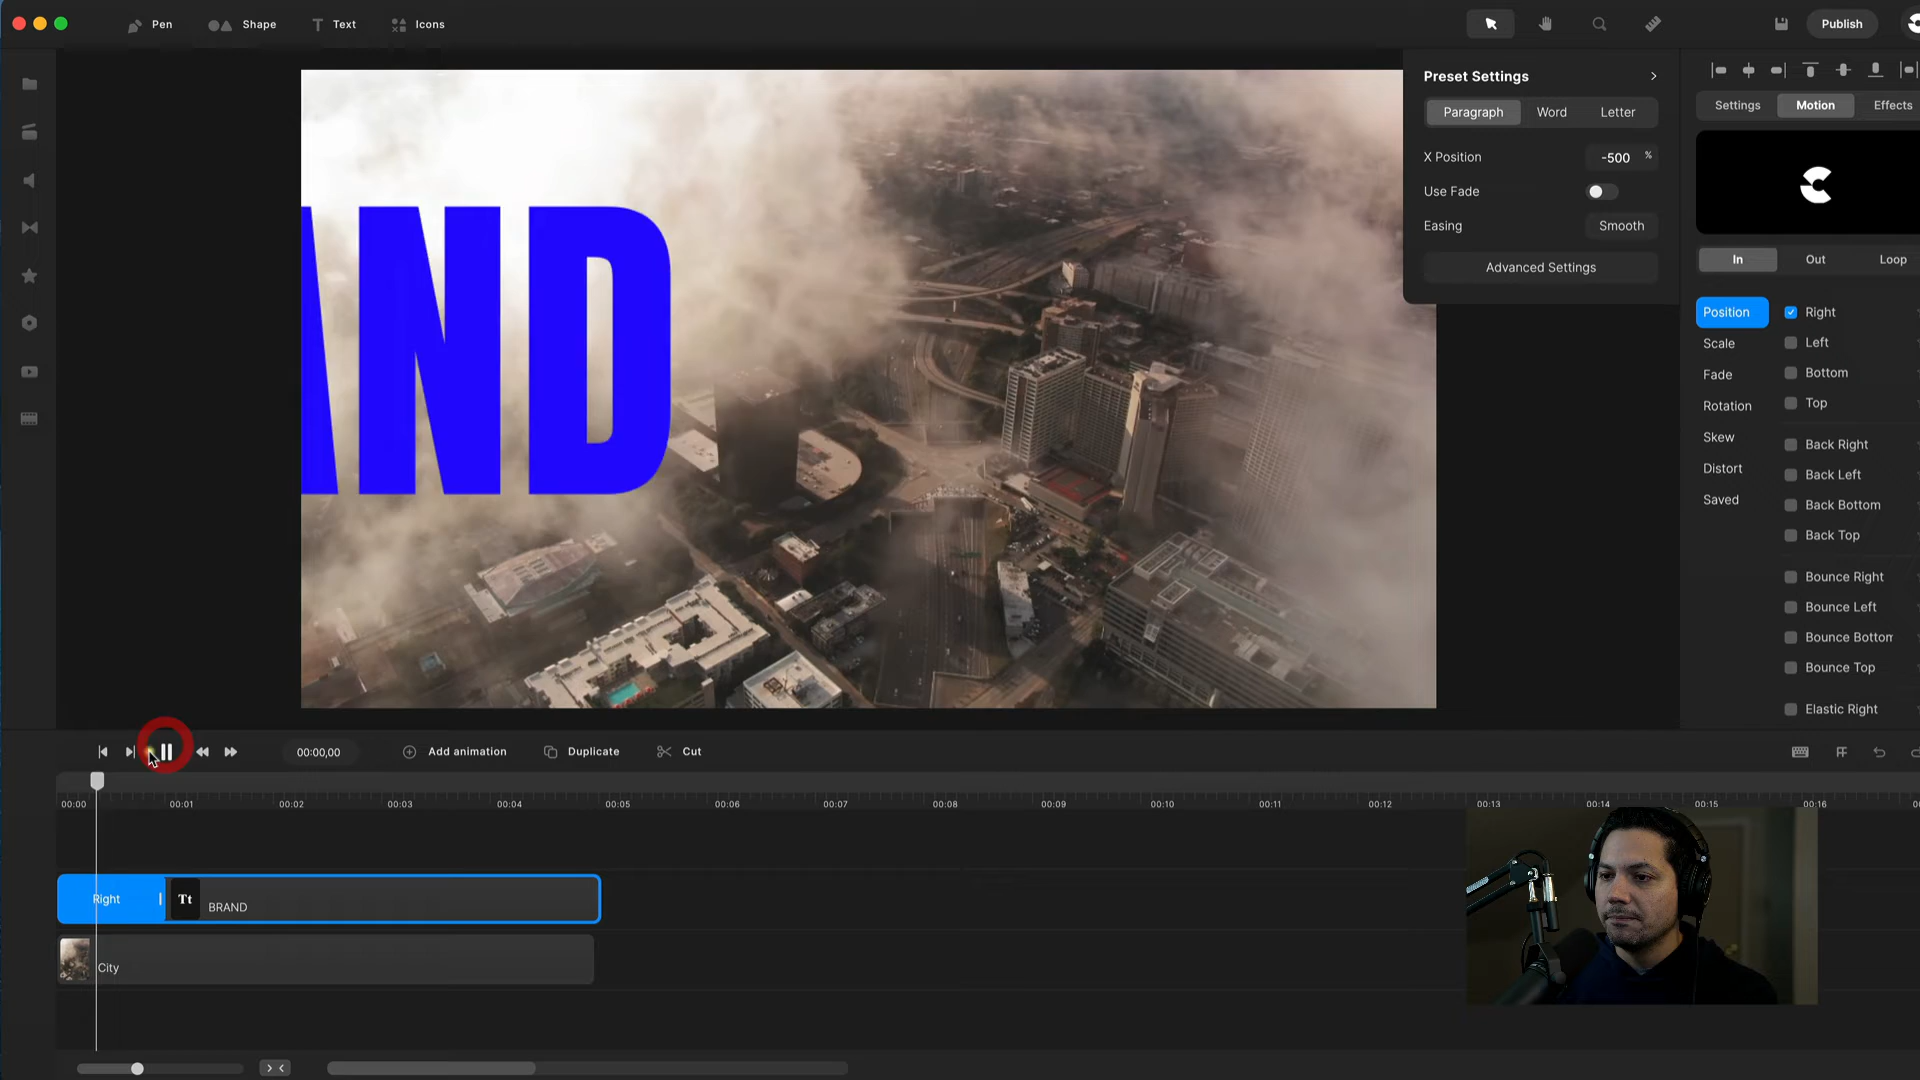 Pen
Shape
Text
Icons
Publish
Preset Settings
Paragraph
Word
Letter
X Position
-500 %
Use Fade
Easing
Smooth
Advanced Settings
Settings
Motion
Effects
In
Out
Loop
Position
Scale
Fade
Rotation
Skew
Distort
Saved
Right
Left
Bottom
Top
Back Right
Back Left
Back Bottom
Back Top
Bounce Right
Bounce Left
Bounce Bottom
Bounce Top
Elastic Right
AND
00:00,00
Add animation
Duplicate
Cut
00:00
00:01
00:02
00:03
00:04
00:05
00:06
00:07
00:08
00:09
00:10
00:11
00:12
00:13
00:14
00:15
00:16
Right
Tt
BRAND
City